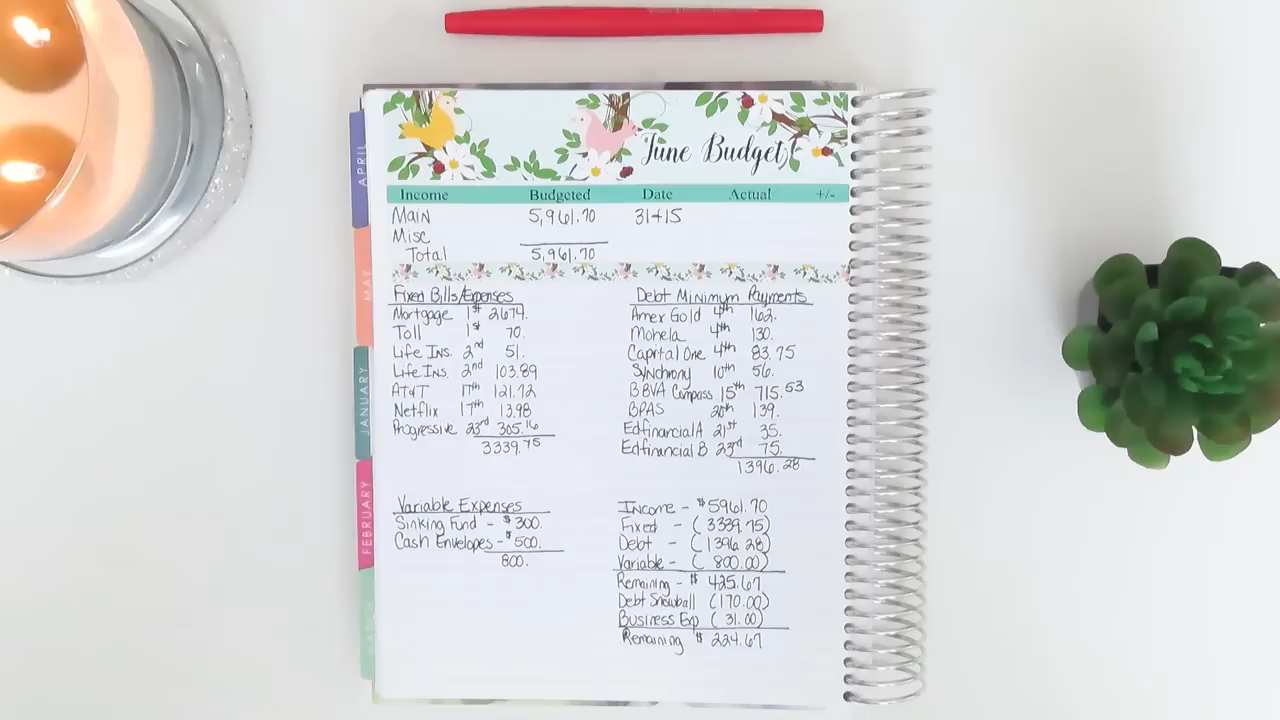 June Budget
Income Budgeted Date Actual +/-
Main 5,961.70 31+15
Misc
Total 5,961.70
Fixed Bills/Expenses
Mortgage 1st 2674.
Toll 1st 70.
Life Ins. 2nd 51.
Life Ins. 2nd 103.89
AT&T 17th 121.72
Netflix 17th 13.98
Progressive 23rd 305.16
3339.75
Debt Minimum Payments
Amex Gold 4th 162.
Mohela 4th 130.
Capital One 4th 83.75
Synchrony 10th 56.
BBVA Compass 15th 715.53
BPAS 20th 139.
Edfinancial A 21st 35.
Edfinancial B 23rd 75.
1396.28
Variable Expenses
Sinking Fund - $300.
Cash Envelopes - $500.
800.
Income - $5961.70
Fixed - (3339.75)
Debt - (1396.28)
Variable - (800.00)
Remaining - $425.67
Debt Snowball (170.00)
Business Exp (31.00)
Remaining $224.67
APRIL
MAY
JANUARY
FEBRUARY